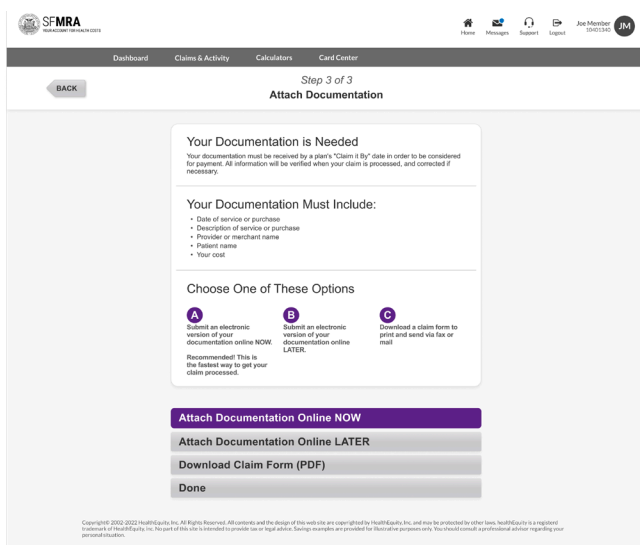 SFMRA
YOUR ACCOUNT FOR HEALTH COSTS
Home
Messages
Support
Logout
Joe Member
10401340
JM
Dashboard
Claims & Activity
Calculators
Card Center
BACK
Step 3 of 3
Attach Documentation
Your Documentation is Needed
Your documentation must be received by a plan's "Claim it By" date in order to be considered
for payment. All information will be verified when your claim is processed, and corrected if
necessary.
Your Documentation Must Include:
• Date of service or purchase
• Description of service or purchase
• Provider or merchant name
• Patient name
• Your cost
Choose One of These Options
A
Submit an electronic
version of your
documentation online NOW.
Recommended! This is
the fastest way to get your
claim processed.
B
Submit an electronic
version of your
documentation online
LATER.
C
Download a claim form to
print and send via fax or
mail
Attach Documentation Online NOW
Attach Documentation Online LATER
Download Claim Form (PDF)
Done
Copyright© 2002-2022 HealthEquity, Inc. All Rights Reserved. All contents and the design of this web site are copyrighted by HealthEquity, Inc. and may be protected by other laws. healthEquity is a registerd
trademark of HealthEquity, Inc. No part of this site is intended to provide tax or legal advice. Savings examples are provided for illustrative purposes only. You should consult a professional advisor regarding your
personal situation.